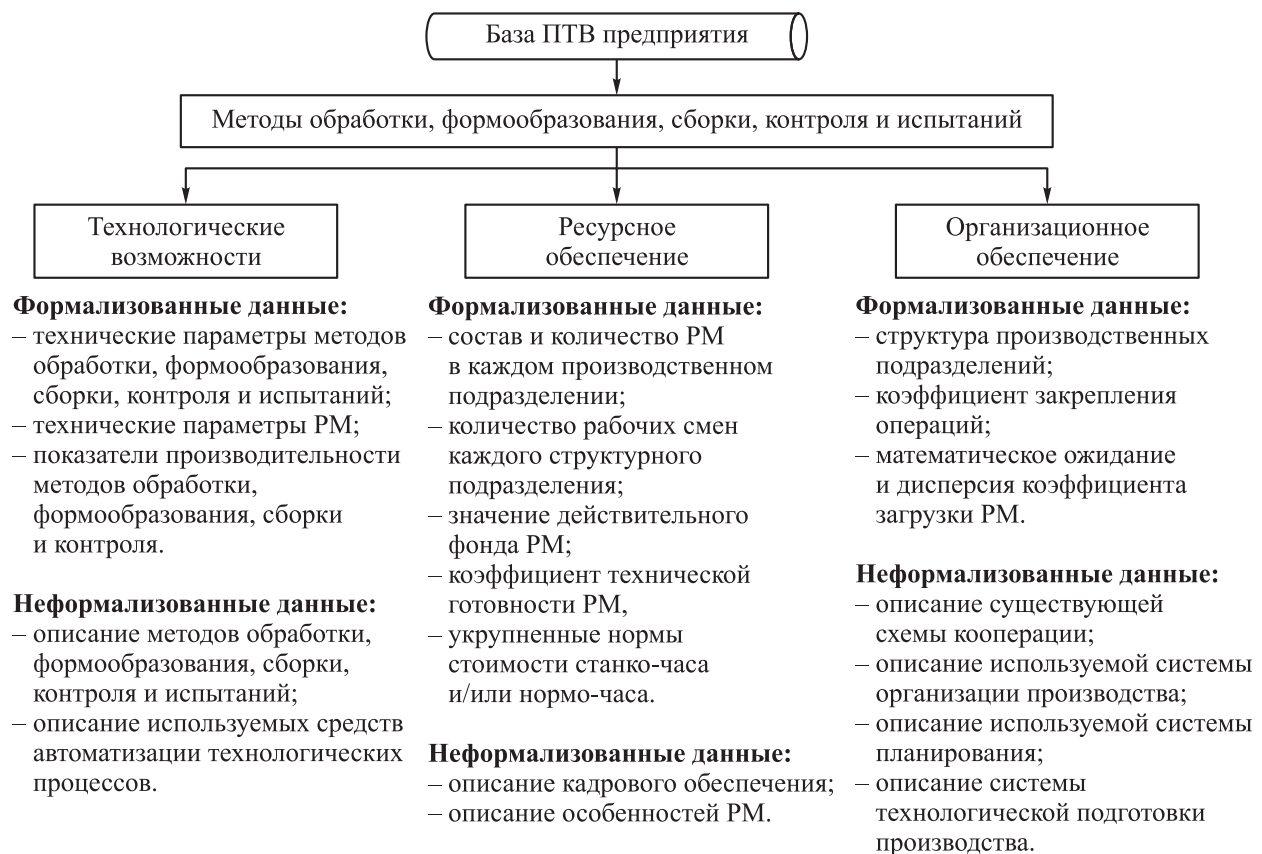 База ПТВ предприятия
Методы обработки, формообразования, сборки, контроля и испытаний
Технологические
возможности
Формализованные данные:
– технические параметры методов
обработки, формообразования,
сборки, контроля и испытаний;
– технические параметры РМ;
– показатели производительности
методов обработки,
формообразования, сборки
и контроля.
Неформализованные данные:
– описание методов обработки,
формообразования, сборки,
контроля и испытаний;
– описание используемых средств
автоматизации технологических
процессов.
Ресурсное
обеспечение
Формализованные данные:
– состав и количество РМ
в каждом производственном
подразделении;
– количество рабочих смен
каждого структурного
подразделения;
– значение действительного
фонда РМ;
– коэффициент технической
готовности РМ,
– укрупненные нормы
стоимости станко-часа
и/или нормо-часа.
Неформализованные данные:
– описание кадрового обеспечения;
– описание особенностей РМ.
Организационное
обеспечение
Формализованные данные:
– структура производственных
подразделений;
– коэффициент закрепления
операций;
– математическое ожидание
и дисперсия коэффициента
загрузки РМ.
Неформализованные данные:
– описание существующей
схемы кооперации;
– описание используемой системы
организации производства;
– описание используемой системы
планирования;
– описание системы
технологической подготовки
производства.